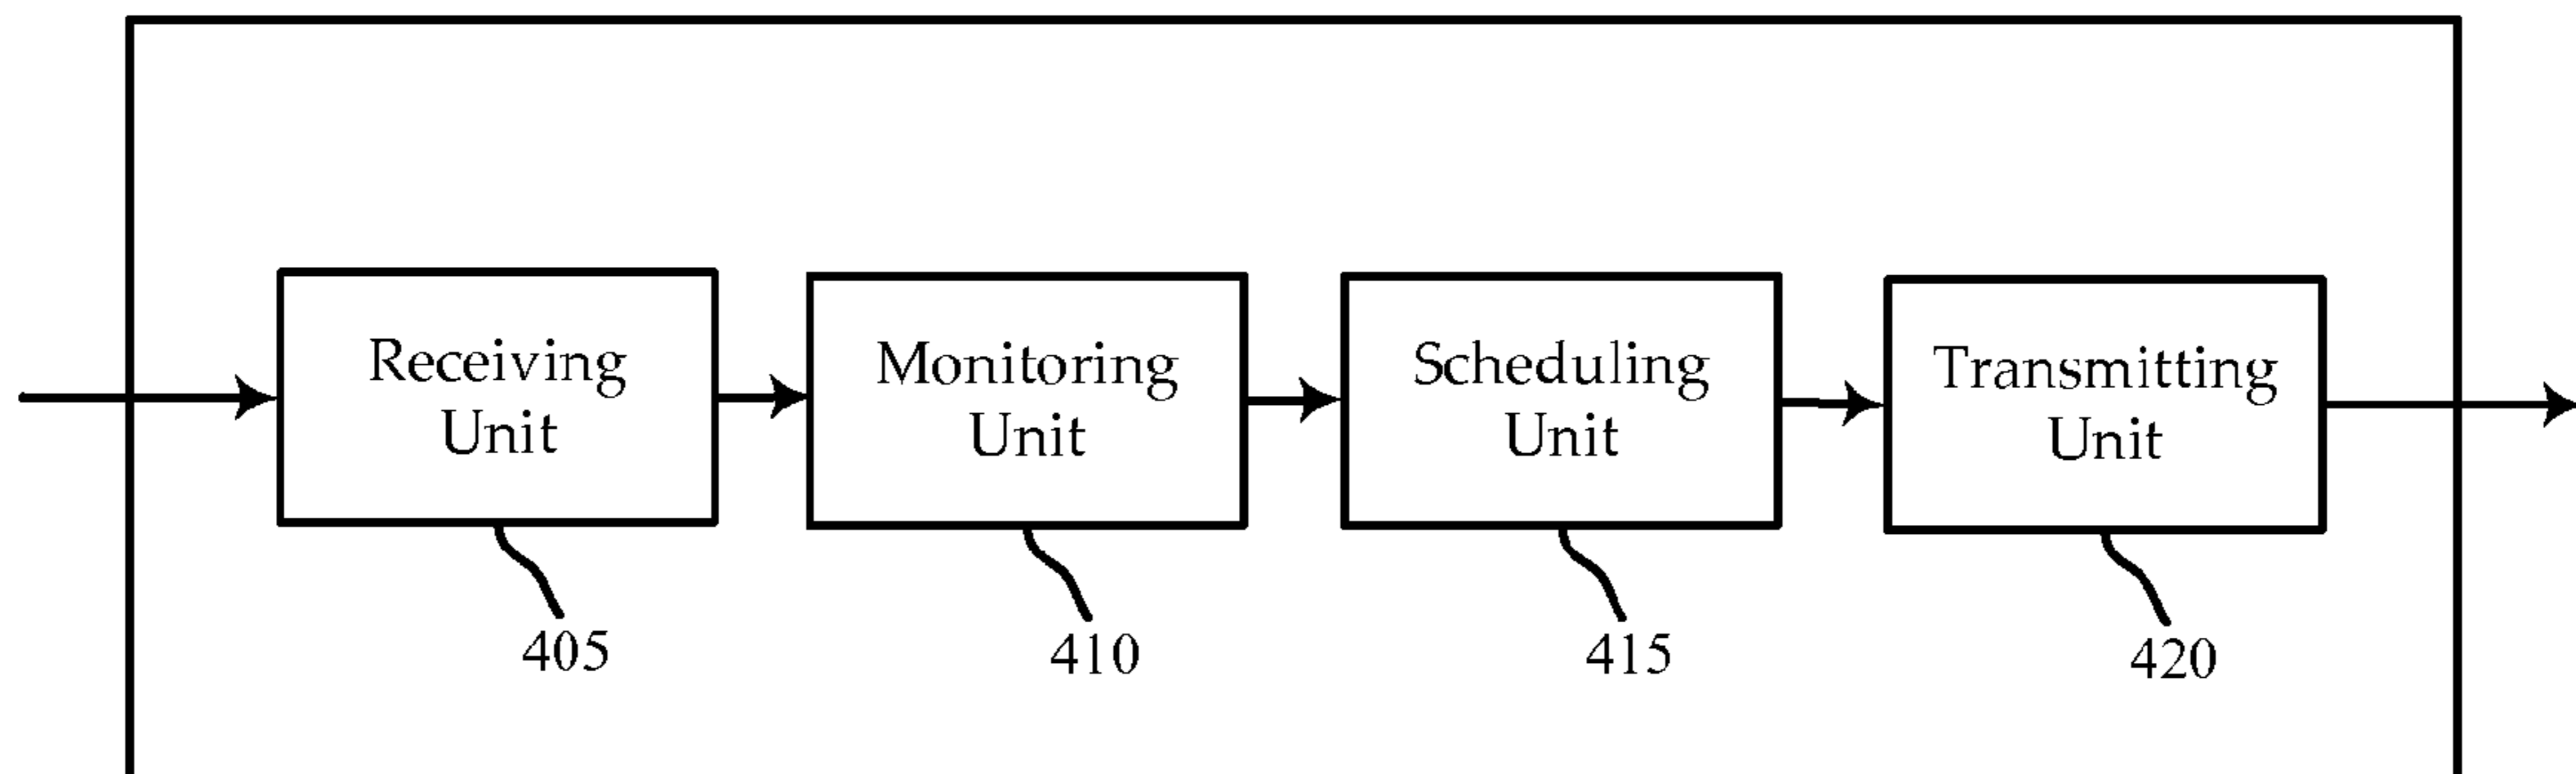 Receiving
Unit
Monitoring
Unit
Scheduling
Unit
Transmitting
Unit
405
410
415
420